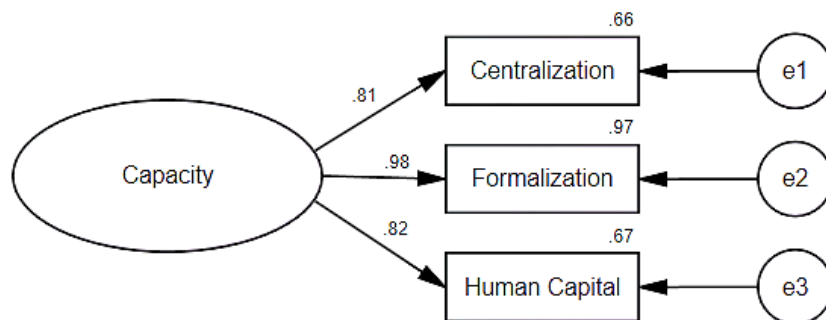 .66
Centralization
e1
.81
.97
Capacity
.98
Formalization
e2
.82
.67
Human Capital
e3